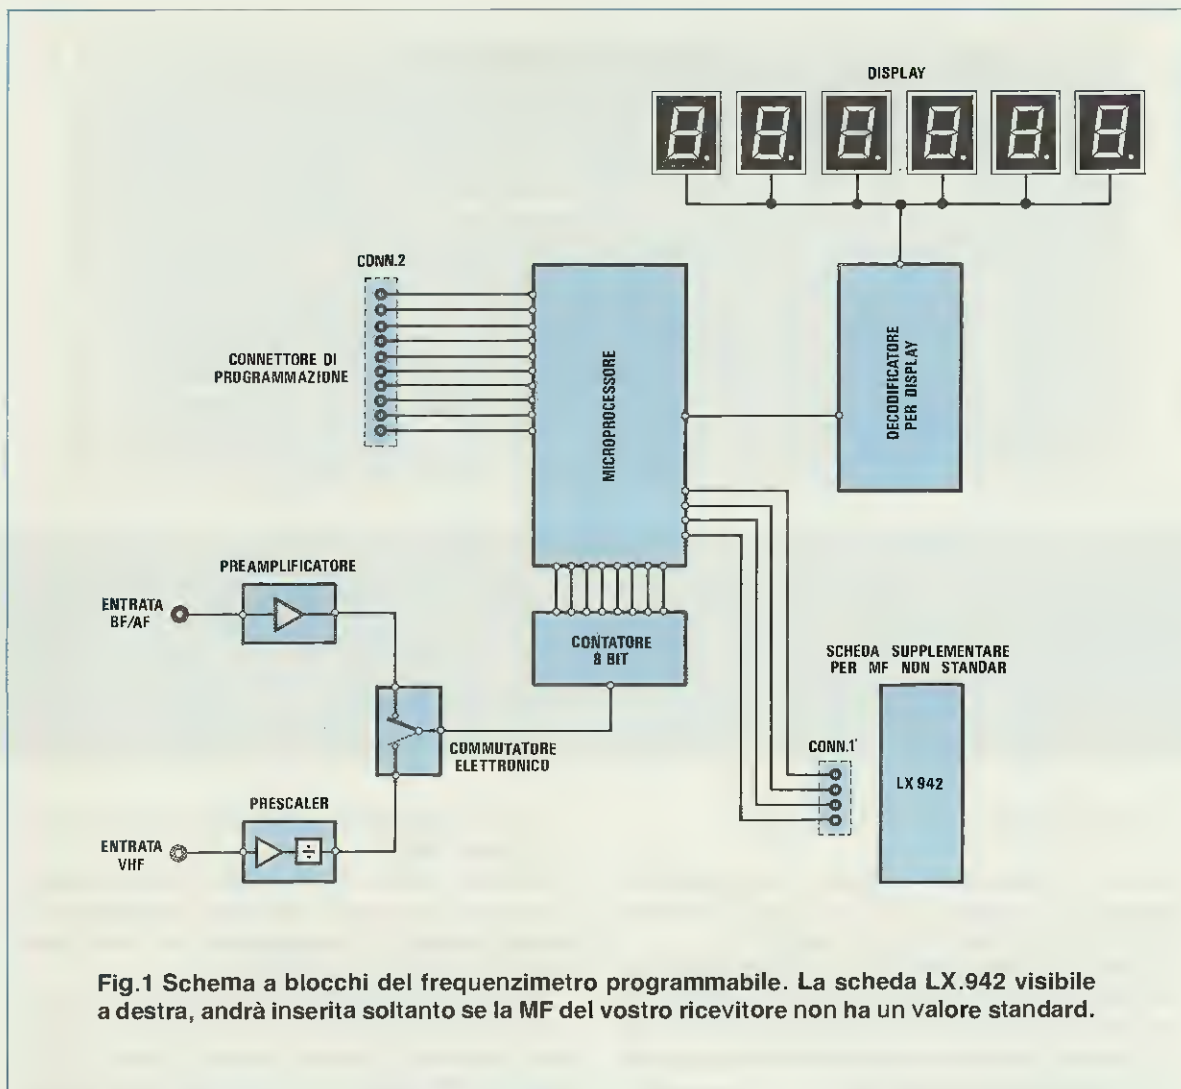 DISPLAY
CONN.2
CONNETTORE DI
PROGRAMMAZIONE
MICROPROCESSORE
DECODIFICATORE
PER DISPLAY
PREAMPLIFICATORE
ENTRATA
BF/AF
CONTATORE
8 BIT
SCHEDA SUPPLEMENTARE
PER MF NON STANDAR
COMMUTATORE
ELETTRONICO
CONN.1
LX 942
PRESCALER
ENTRATA
VHF
Fig.1 Schema a blocchi del frequenzimetro programmabile. La scheda LX.942 visibile
a destra, andrà inserita soltanto se la MF del vostro ricevitore non ha un valore standard.